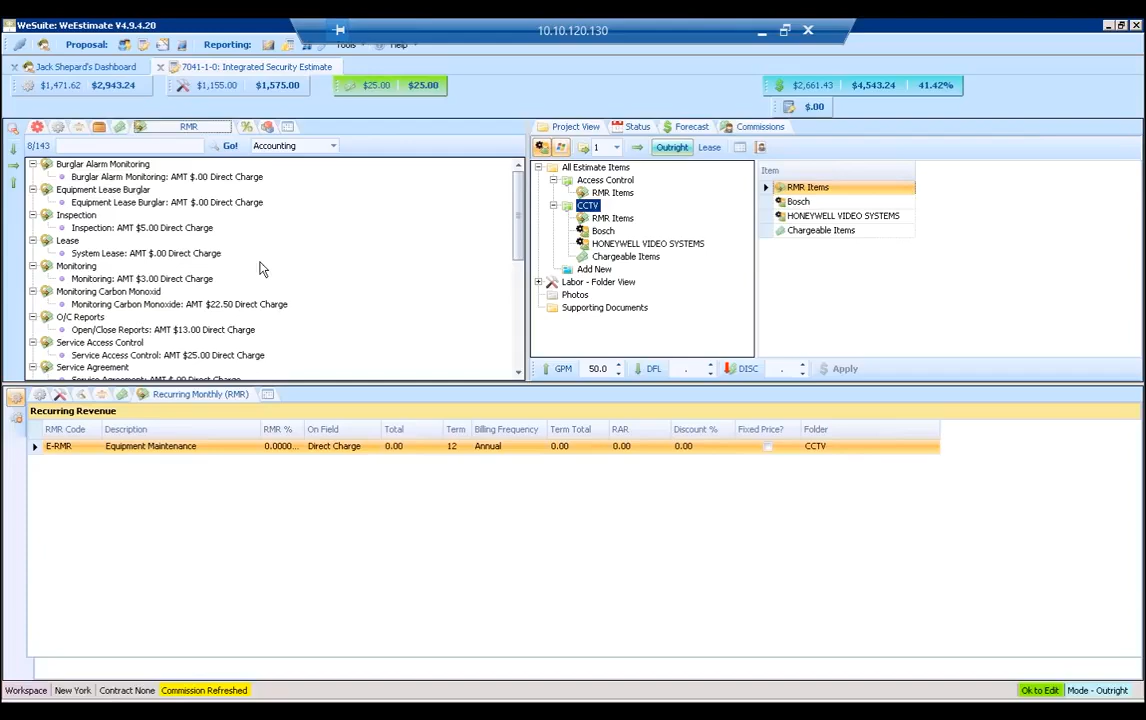 WeSuite: WeEstimate V4.9.4.20
10.10.120.130
Proposal:
Reporting:
Tools
Help
Jack Shepard's Dashboard
7041-1-0: Integrated Security Estimate
$1,471.62 $2,943.24
$1,155.00 $1,575.00
$25.00 $25.00
$2,661.43 $4,543.24 41.42%
$.00
RMR
8/143
Go!
Accounting
Burglar Alarm Monitoring
Burglar Alarm Monitoring: AMT $.00 Direct Charge
Equipment Lease Burglar
Equipment Lease Burglar: AMT $.00 Direct Charge
Inspection
Inspection: AMT $5.00 Direct Charge
Lease
System Lease: AMT $.00 Direct Charge
Monitoring
Monitoring: AMT $3.00 Direct Charge
Monitoring Carbon Monoxid
Monitoring Carbon Monoxide: AMT $22.50 Direct Charge
O/C Reports
Open/Close Reports: AMT $13.00 Direct Charge
Service Access Control
Service Access Control: AMT $25.00 Direct Charge
Service Agreement
Service Agreement: AMT $.00 Direct Charge
Project View Status Forecast Commissions
1
Outright Lease
All Estimate Items
Access Control
RMR Items
CCTV
RMR Items
Bosch
HONEYWELL VIDEO SYSTEMS
Chargeable Items
Add New
Labor - Folder View
Photos
Supporting Documents
Item
RMR Items
Bosch
HONEYWELL VIDEO SYSTEMS
Chargeable Items
GPM 50.0 DFL . DISC . Apply
Recurring Monthly (RMR)
Recurring Revenue
RMR Code Description RMR % On Field Total Term Billing Frequency Term Total RAR Discount % Fixed Price? Folder
E-RMR Equipment Maintenance 0.0000... Direct Charge 0.00 12 Annual 0.00 0.00 0.00 CCTV
Workspace New York Contract None Commission Refreshed
Ok to Edit Mode - Outright